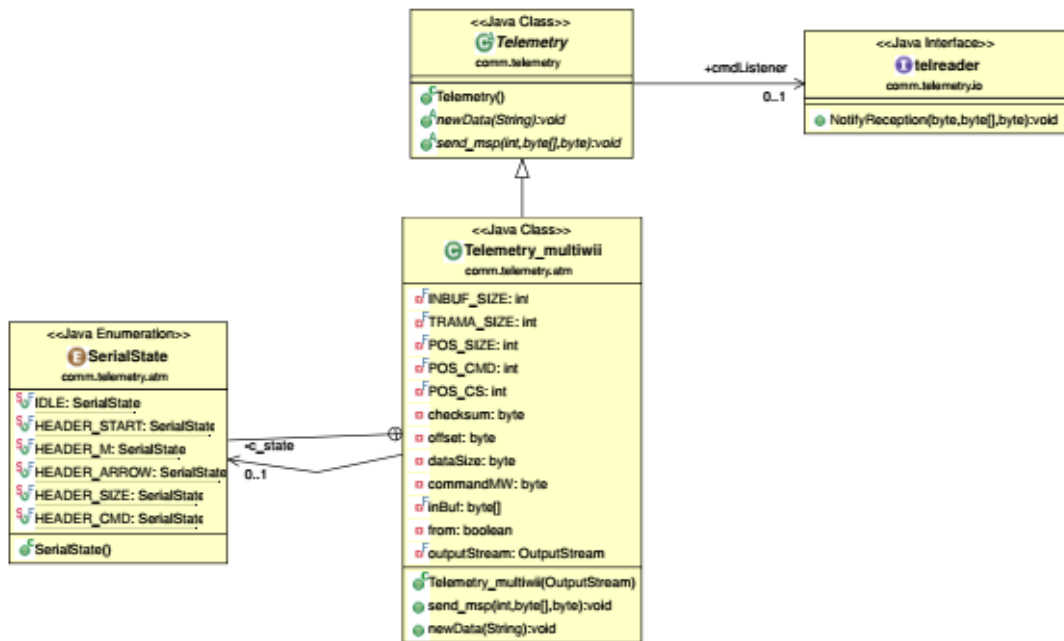 <<Java Class>>
Telemetry
comm.telemetry
Telemetry()
newData(String):void
send_msp(int,byte[],byte):void
+cmdListener
0..1
<<Java Interface>>
telreader
comm.telemetry.io
NotifyReception(byte,byte[],byte):void
<<Java Class>>
Telemetry_multiwii
comm.telemetry.atm
INBUF_SIZE: int
TRAMA_SIZE: int
POS_SIZE: int
POS_CMD: int
POS_CS: int
checksum: byte
offset: byte
dataSize: byte
commandMW: byte
inBuf: byte[]
from: boolean
outputStream: OutputStream
Telemetry_multiwii(OutputStream)
send_msp(int,byte[],byte):void
newData(String):void
<<Java Enumeration>>
SerialState
comm.telemetry.atm
IDLE: SerialState
HEADER_START: SerialState
HEADER_M: SerialState
HEADER_ARROW: SerialState
HEADER_SIZE: SerialState
HEADER_CMD: SerialState
SerialState()
-c_state
0..1